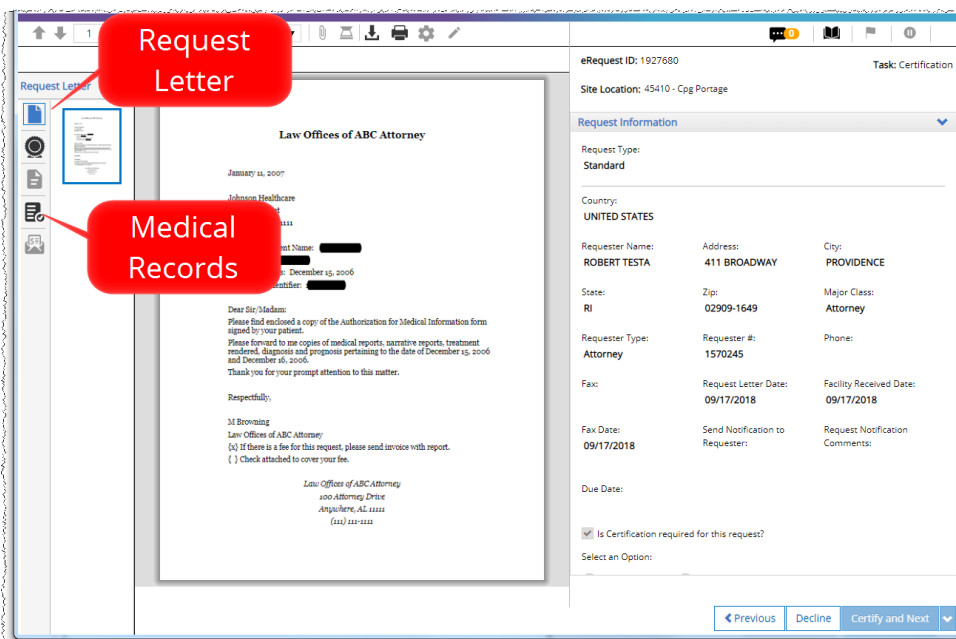 1
0
Request
Letter
Request Letter
Medical
Records
Law Offices of ABC Attorney
January 11, 2007
Johnson Healthcare
1111
ent Name:
s: December 15, 2006
entifier:
Dear Sir/Madam:
Please find enclosed a copy of the Authorization for Medical Information form
signed by your patient.
Please forward to me copies of medical reports, narrative reports, treatment
rendered, diagnosis and prognosis pertaining to the date of December 15, 2006
and December 16, 2006.
Thank you for your prompt attention to this matter.
Respectfully,
M Browning
Law Offices of ABC Attorney
{x} If there is a fee for this request, please send invoice with report.
{ } Check attached to cover your fee.
Law Offices of ABC Attorney
100 Attorney Drive
Anywhere, AL 11111
(111) 111-1111
eRequest ID: 1927680
Task: Certification
Site Location: 45410 - Cpg Portage
Request Information
Request Type:
Standard
Country:
UNITED STATES
Requester Name: Address: City:
ROBERT TESTA 411 BROADWAY PROVIDENCE
State: Zip: Major Class:
RI 02909-1649 Attorney
Requester Type: Requester #: Phone:
Attorney 1570245
Fax: Request Letter Date: Facility Received Date:
09/17/2018 09/17/2018
Fax Date: Send Notification to Request Notification
09/17/2018 Requester: Comments:
Due Date:
Is Certification required for this request?
Select an Option:
Previous Decline Certify and Next